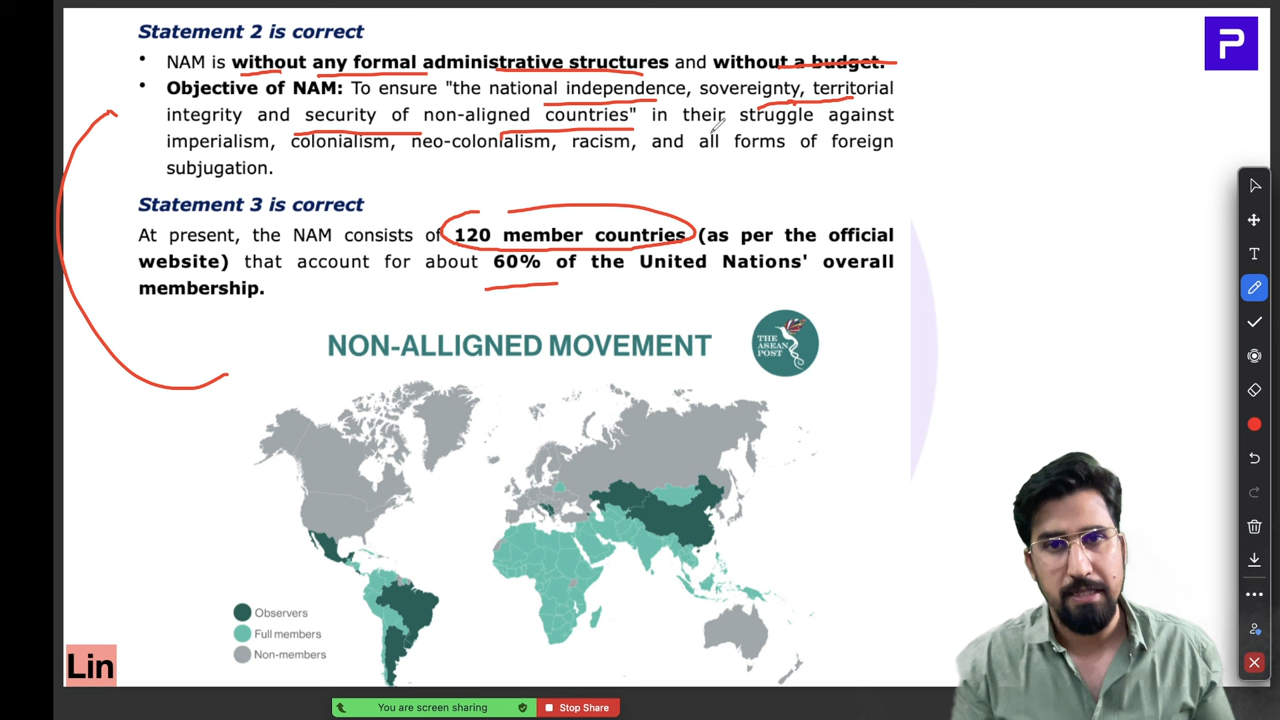 Statement 2 is correct
• NAM is without any formal administrative structures and without a budget.
• Objective of NAM: To ensure "the national independence, sovereignty, territorial
integrity and security of non-aligned countries" in their struggle against
imperialism, colonialism, neo-colonialism, racism, and all forms of foreign
subjugation.
Statement 3 is correct
At present, the NAM consists of 120 member countries (as per the official
website) that account for about 60% of the United Nations' overall
membership.
NON-ALLIGNED MOVEMENT
THE
ASEAN
POST
Observers
Full members
Non-members
Lin
You are screen sharing
Stop Share
P
T